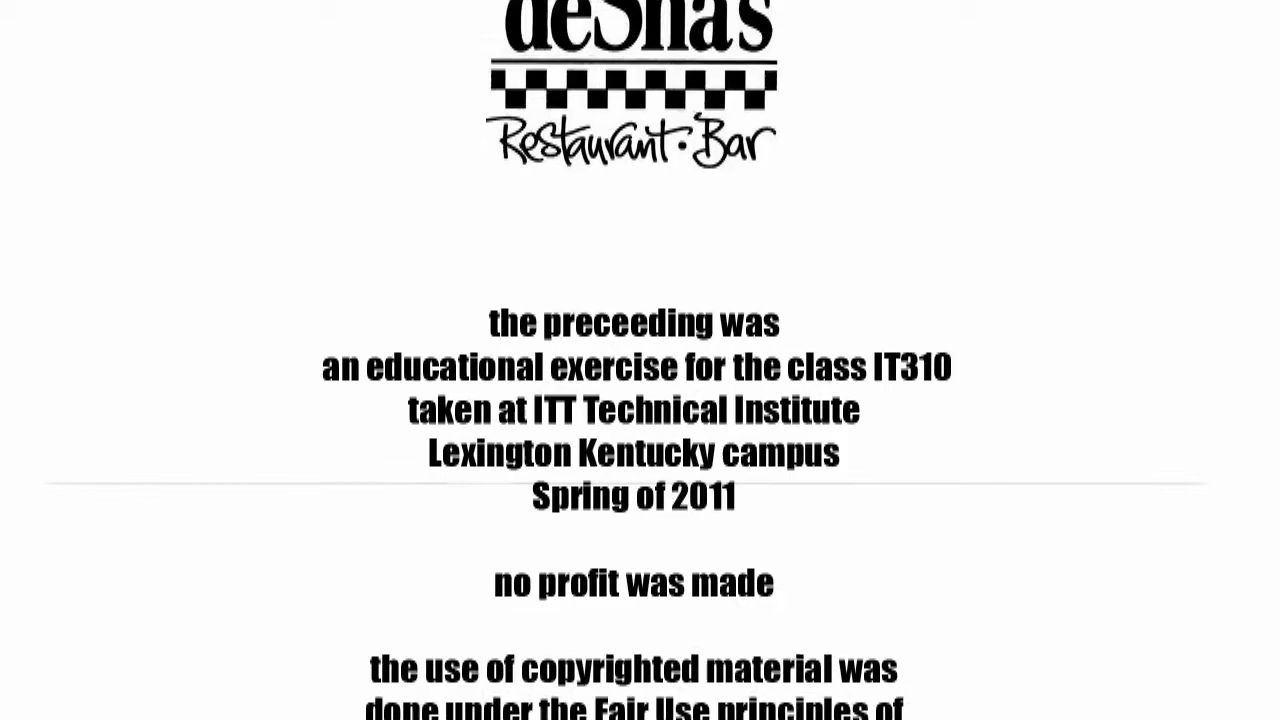 deSha's
Restaurant • Bar
the preceeding was
an educational exercise for the class IT310
taken at ITT Technical Institute
Lexington Kentucky campus
Spring of 2011
no profit was made
the use of copyrighted material was
done under the Fair Use principles of